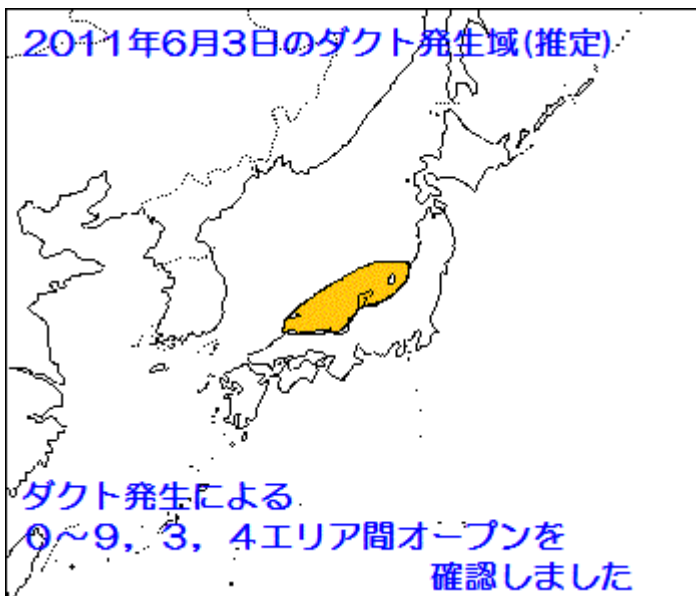 2011年6月3日のダクト発生域(推定)
ダクト発生による
０～９，３，４エリア間オープンを
確認しました